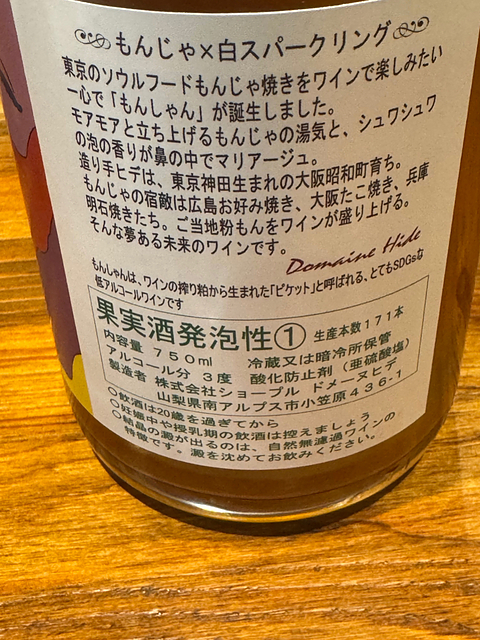 もんじゃ×白スパークリング
東京のソウルフードもんじゃ焼きをワインで楽しみたい
一心で「もんしゃん」が誕生しました。
モアモアと立ち上げるもんじゃの湯気と、シュワシュワ
の泡の香りが鼻の中でマリアージュ。
造り手ヒデは、東京神田生まれの大阪昭和町育ち。
もんじゃの宿敵は広島お好み焼き、大阪たこ焼き、兵庫
明石焼きたち。ご当地粉もんをワインが盛り上げる。
そんな夢ある未来のワインです。
Domaine Hide
もんしゃんは、ワインの搾り粕から生まれた「ピケット」と呼ばれる、とてもSDGsな
低アルコールワインです
果実酒発泡性① 生産本数171本
内容量 750ml 冷蔵又は暗冷所保管
アルコール分 3度 酸化防止剤(亜硫酸塩)
製造者 株式会社ショープル ドメーヌヒデ
山梨県南アルプス市小笠原436-1
○飲酒は20歳を過ぎてから
○妊娠中や授乳期の飲酒は控えましょう
○結晶の澱が出るのは、自然無濾過ワインの
特徴です。澱を沈めてお飲みください。